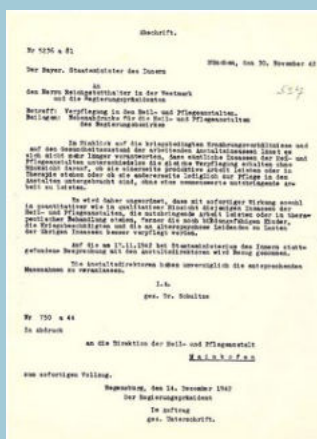 Abschrift.
Nr 5236 a 81
München, den 30. November 42
Der Bayer. Staatsminister des Innern
An
den Herrn Reichsstatthalter in der Westmark
und die Regierungspräsidenten
Betreff: Verpflegung in den Heil- und Pflegeanstalten.
Beilagen: Nebenabdrucke für die Heil- und Pflegeanstalten
des Regierungsbezirkes
Im Hinblick auf die kriegsbedingten Ernährungsverhältnisse und
auf den Gesundheitszustand der arbeitenden Anstaltsinsassen lässt es
sich nicht mehr länger verantworten, dass sämtliche Insassen der Heil- und
Pflegeanstalten unterschiedslos die gleiche Verpflegung erhalten ohne
Rücksicht darauf, ob sie einerseits produktive Arbeit leisten oder in
Therapie stehen oder ob sie andererseits lediglich zur Pflege in den
Anstalten untergebracht sind, ohne eine nennenswerte nutzbringende Ar-
beit zu leisten.
Es wird daher angeordnet, dass mit sofortiger Wirkung sowohl
in quantitativer wie in qualitativer Hinsicht diejenigen Insassen der
Heil- und Pflegeanstalten, die nutzbringende Arbeit leisten oder in thera-
peutischer Behandlung stehen, ferner die noch bildungsfähigen Kinder,
die Kriegsbeschädigten und die an Alterspsychose Leidenden zu Lasten
der übrigen Insassen besser verpflegt werden.
Auf die am 17.11.1942 beim Staatsministerium des Innern statt-
gefundene Besprechung mit den Anstaltsdirektoren wird Bezug genommen.
Die Anstaltsdirektoren haben unverzüglich die entsprechenden
Massnahmen zu veranlassen.
I.A.
gez. Dr. Schultze
Nr 730 a 44
In Abdruck
an die Direktion der Heil- und Pflegeanstalt
Mainkofen
zum sofortigen Vollzug.
Regensburg, den 14. Dezember 1942
Der Regierungspräsident
Im Auftrag
gez. Unterschrift.